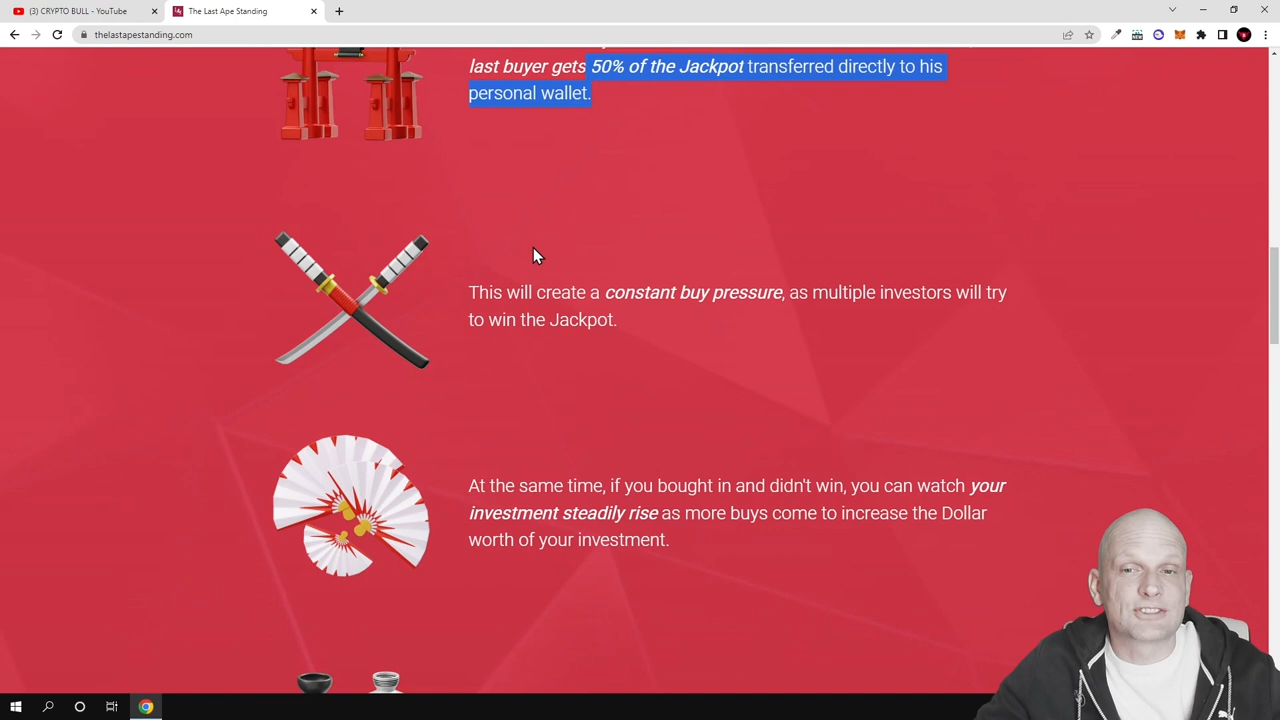 (3) CRYPTO BULL - YouTube
The Last Ape Standing
thelastapestanding.com
last buyer gets 50% of the Jackpot transferred directly to his
personal wallet.
This will create a constant buy pressure, as multiple investors will try
to win the Jackpot.
At the same time, if you bought in and didn't win, you can watch your
investment steadily rise as more buys come to increase the Dollar
worth of your investment.